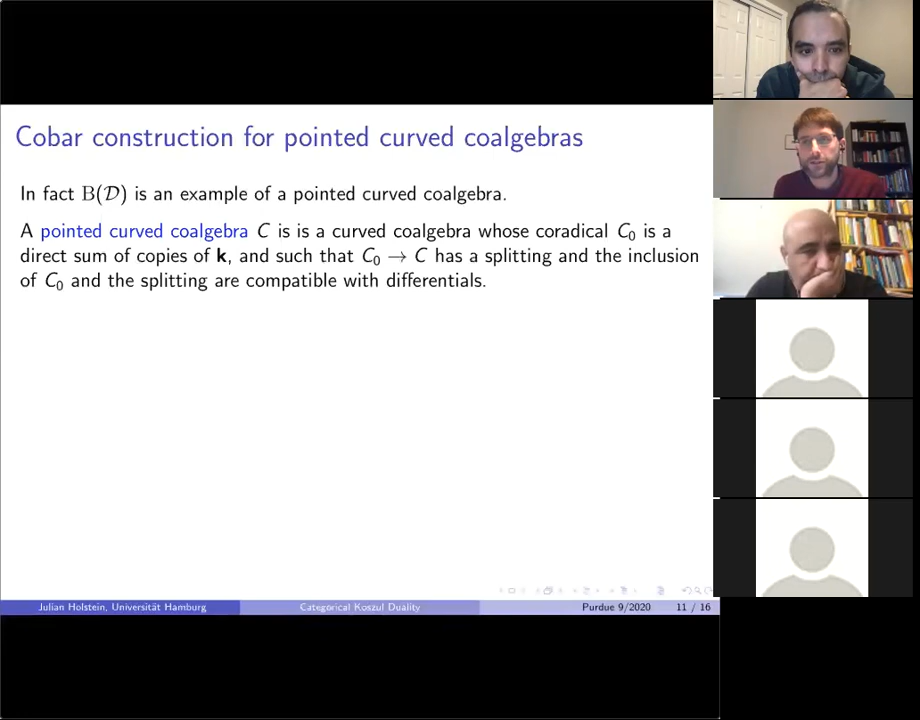 Cobar construction for pointed curved coalgebras
In fact B(𝒟) is an example of a pointed curved coalgebra.
A pointed curved coalgebra C is is a curved coalgebra whose coradical C₀ is a
direct sum of copies of k, and such that C₀ → C has a splitting and the inclusion
of C₀ and the splitting are compatible with differentials.
Julian Holstein, Universität Hamburg
Categorical Koszul Duality
Purdue 9/2020
11 / 16